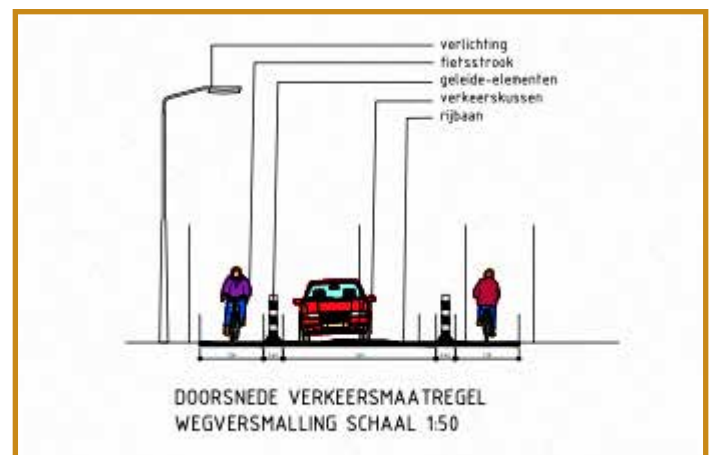 verlichting
fietsstrook
geleide-elementen
verkeerskussen
rijbaan
DOORSNEDE VERKEERSMAATREGEL
WEGVERSMALLING SCHAAL 1:50